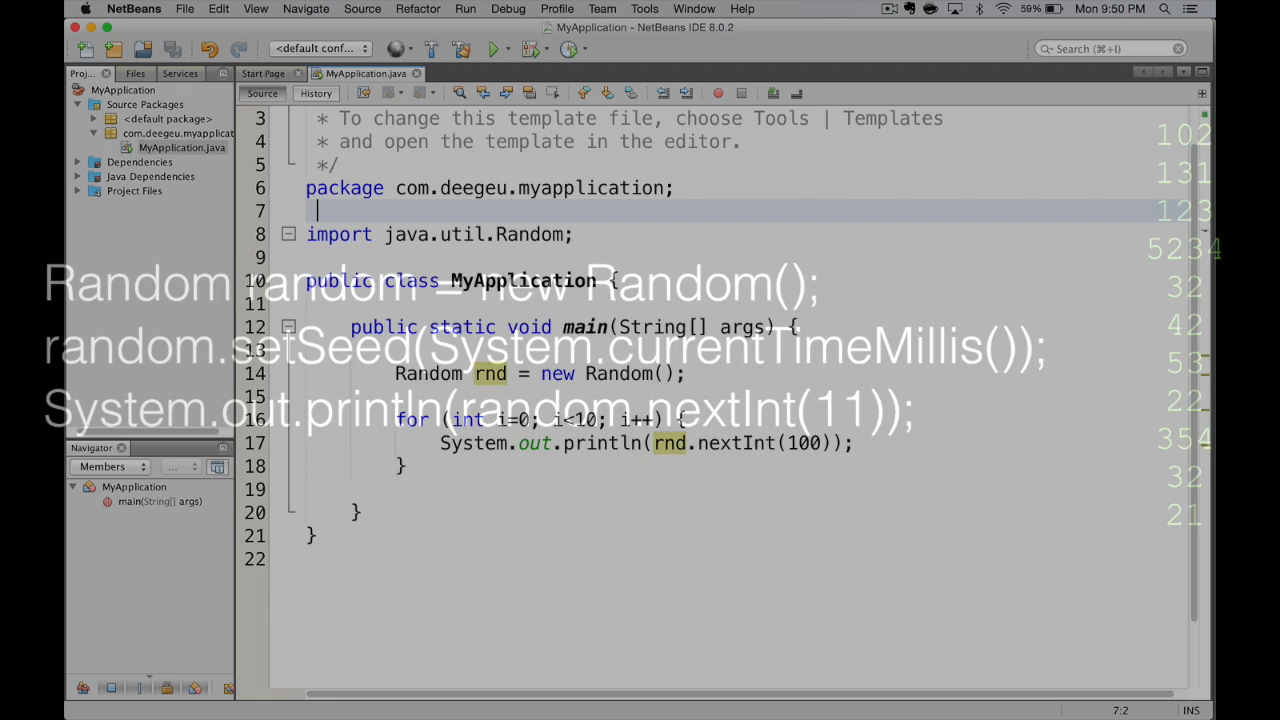 NetBeans File Edit View Navigate Source Refactor Run Debug Profile Team Tools Window Help 59% Mon 9:50 PM
MyApplication - NetBeans IDE 8.0.2
<default conf... Search (⌘+I)
Proj... Files Services Start Page MyApplication.java
Source History
MyApplication
Source Packages
<default package>
com.deegeu.myapplicat
MyApplication.java
Dependencies
Java Dependencies
Project Files
Navigator
Members ...
MyApplication
main(String[] args)
3 * To change this template file, choose Tools | Templates
4 * and open the template in the editor.
5 */
6 package com.deegeu.myapplication;
7
8 import java.util.Random;
9
10 public class MyApplication {
11
12 public static void main(String[] args) {
13
14 Random rnd = new Random();
15
16 for (int i=0; i<10; i++) {
17 System.out.println(rnd.nextInt(100));
18 }
19
20 }
21 }
22
Random random = new Random();
random.setSeed(System.currentTimeMillis());
System.out.println(random.nextInt(11));
102
131
123
5234
32
42
53
22
354
32
21
7:2 INS